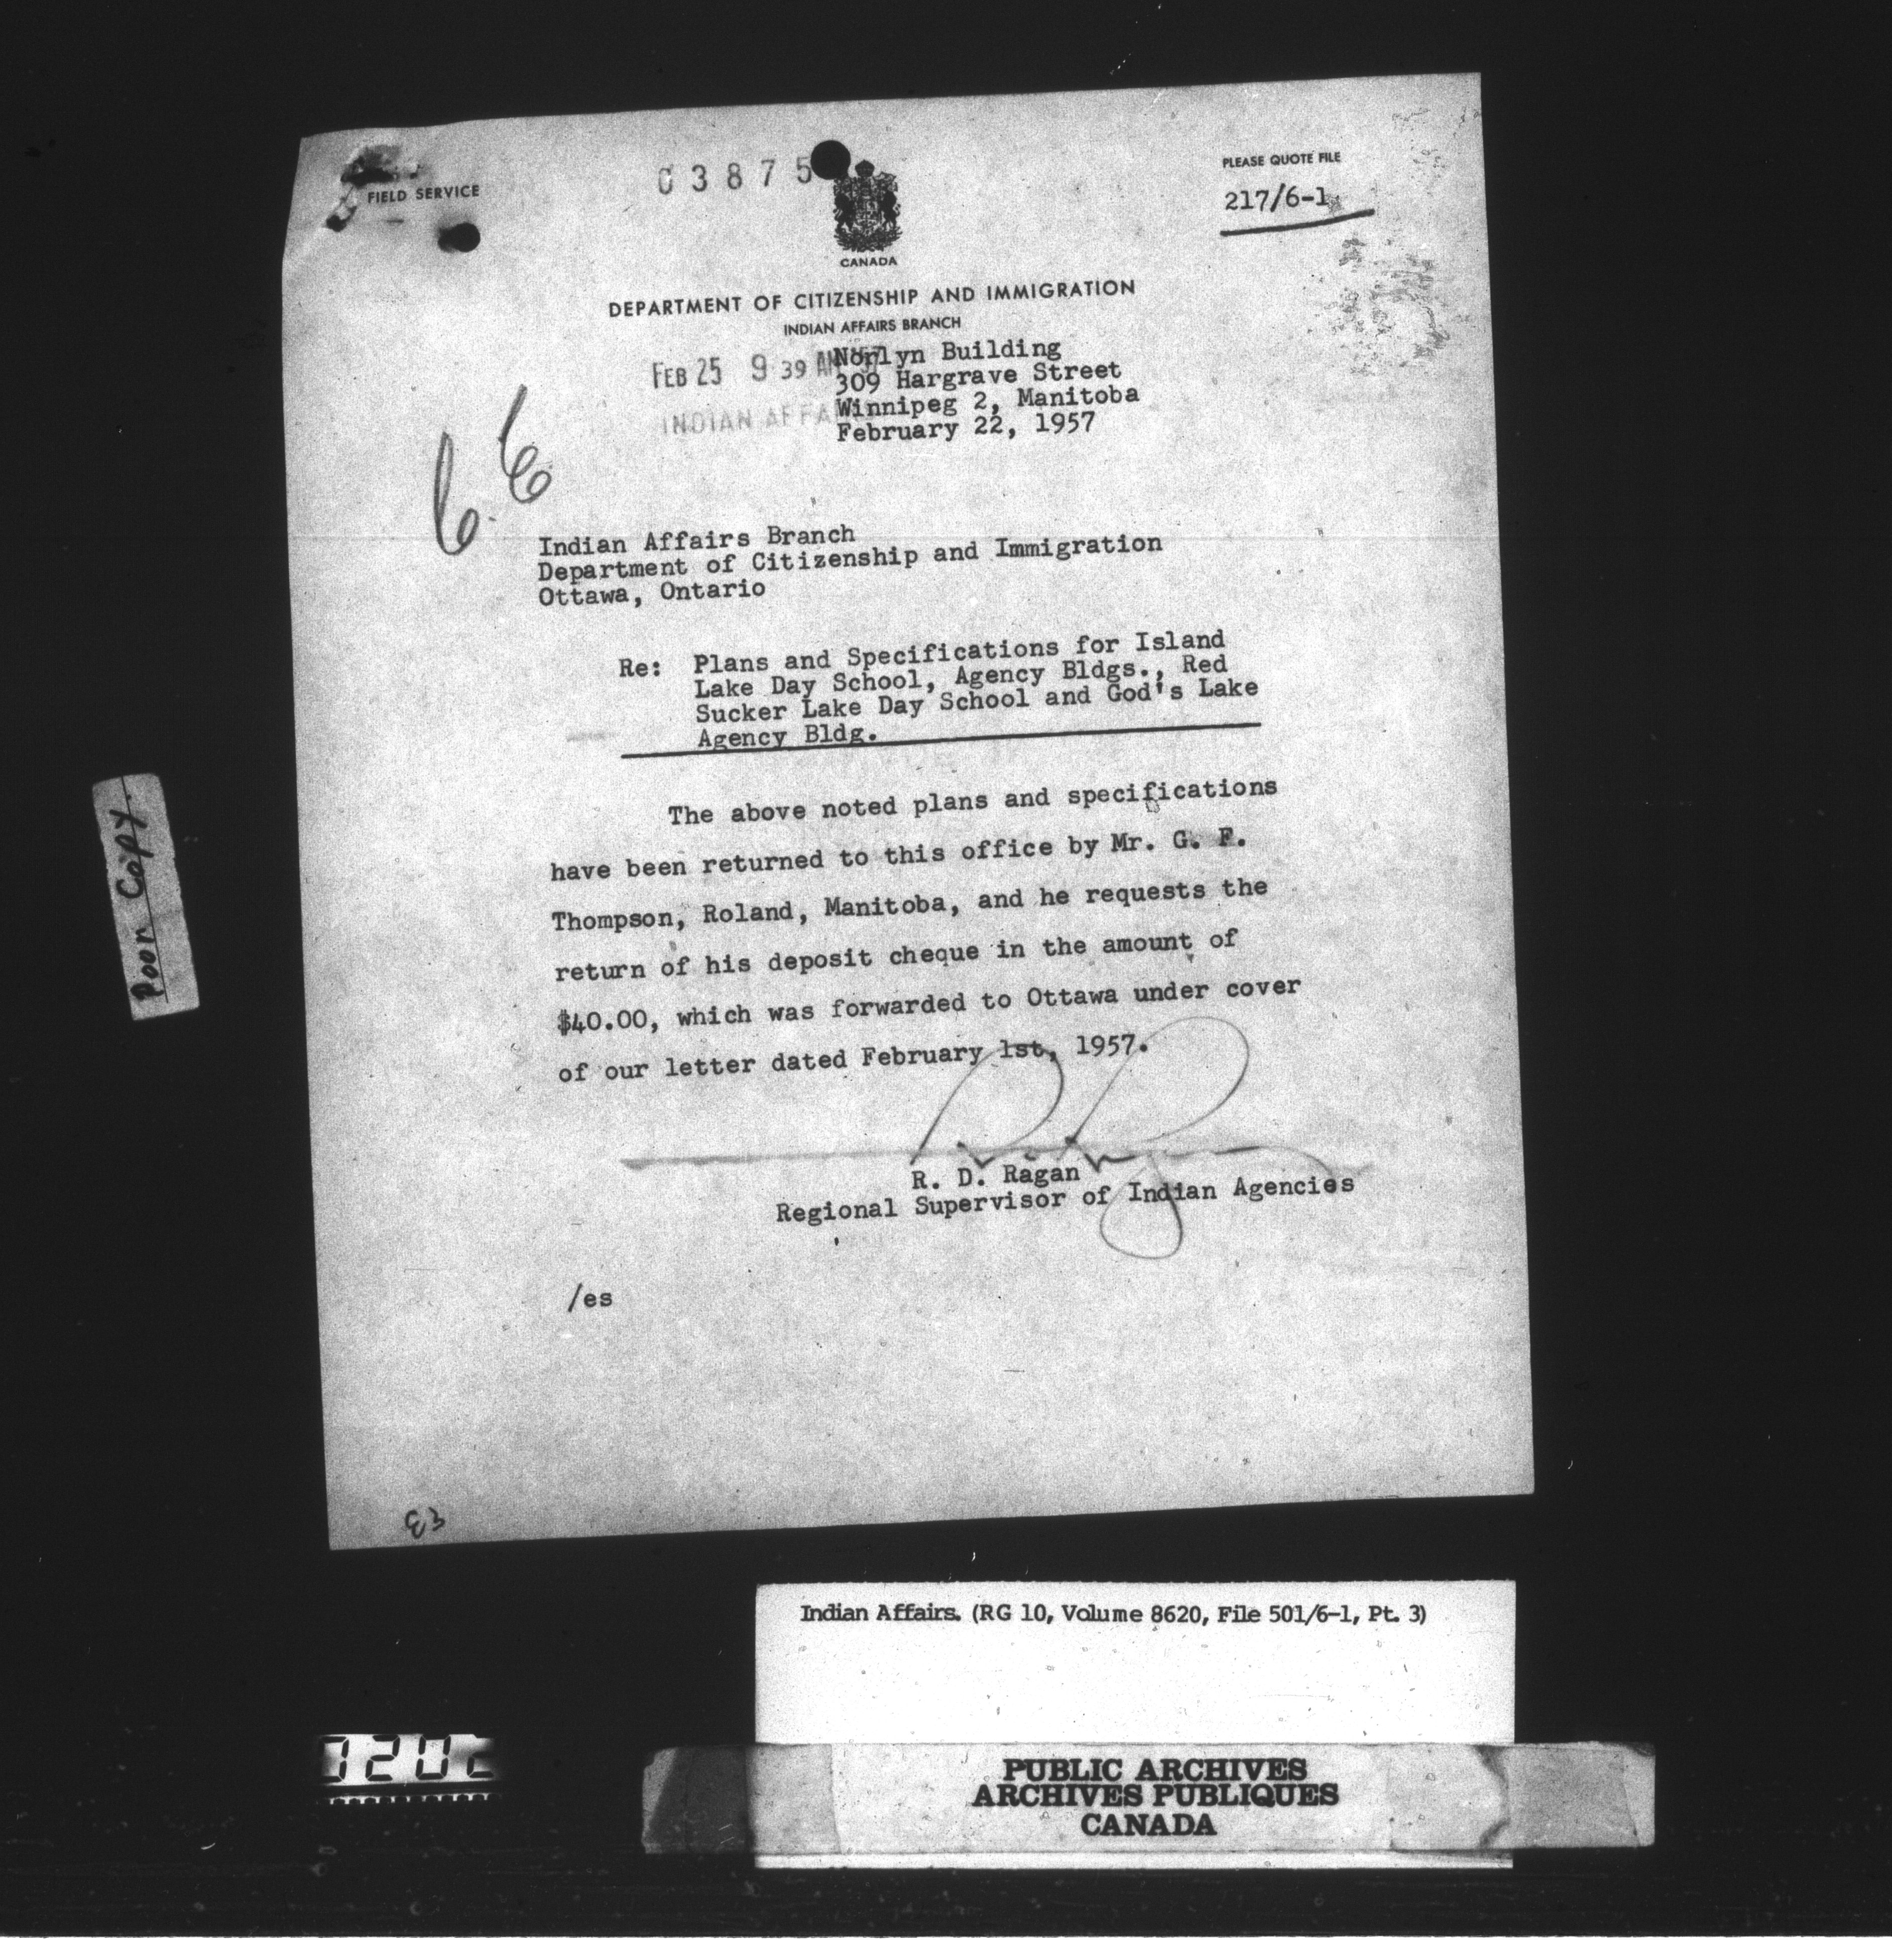 FIELD SERVICE
C3875
PLEASE QUOTE FILE
217/6-1
CANADA
DEPARTMENT OF CITIZENSHIP AND IMMIGRATION
INDIAN AFFAIRS BRANCH
FEB 25 9 39 AM '57
INDIAN AFFAI
Norlyn Building
309 Hargrave Street
Winnipeg 2, Manitoba
February 22, 1957
Indian Affairs Branch
Department of Citizenship and Immigration
Ottawa, Ontario
Re: Plans and Specifications for Island
Lake Day School, Agency Bldgs., Red
Sucker Lake Day School and God's Lake
Agency Bldg.
The above noted plans and specifications
have been returned to this office by Mr. G. F.
Thompson, Roland, Manitoba, and he requests the
return of his deposit cheque in the amount of
$40.00, which was forwarded to Ottawa under cover
of our letter dated February 1st, 1957.
R. D. Ragan
Regional Supervisor of Indian Agencies
/es
Poor Copy.
Indian Affairs. (RG 10, Volume 8620, File 501/6-1, Pt. 3)
PUBLIC ARCHIVES
ARCHIVES PUBLIQUES
CANADA